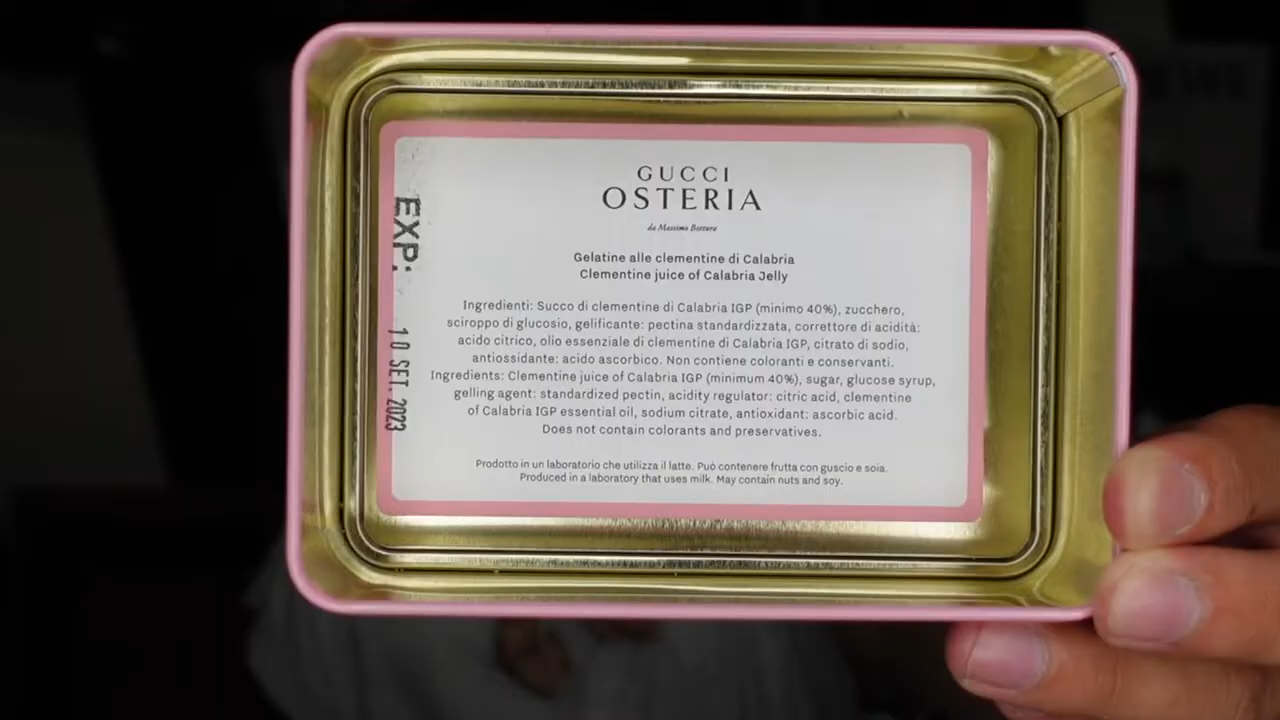 GUCCI
OSTERIA
da Massimo Bottura
Gelatine alle clementine di Calabria
Clementine juice of Calabria Jelly
Ingredienti: Succo di clementine di Calabria IGP (minimo 40%), zucchero,
sciroppo di glucosio, gelificante: pectina standardizzata, correttore di acidità:
acido citrico, olio essenziale di clementine di Calabria IGP, citrato di sodio,
antiossidante: acido ascorbico. Non contiene coloranti e conservanti.
Ingredients: Clementine juice of Calabria IGP (minimum 40%), sugar, glucose syrup,
gelling agent: standardized pectin, acidity regulator: citric acid, clementine
of Calabria IGP essential oil, sodium citrate, antioxidant: ascorbic acid.
Does not contain colorants and preservatives.
Prodotto in un laboratorio che utilizza il latte. Può contenere frutta con guscio e soia.
Produced in a laboratory that uses milk. May contain nuts and soy.
EXP: 10 SET. 2023